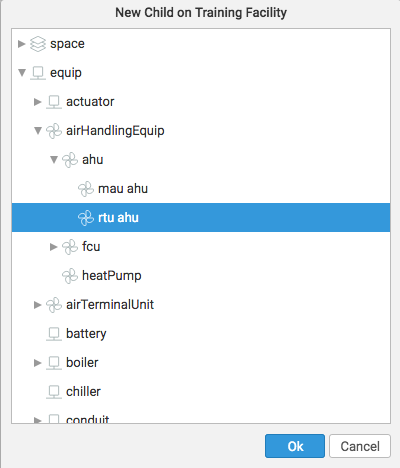 New Child on Training Facility
space
equip
actuator
airHandlingEquip
ahu
mau ahu
rtu ahu
fcu
heatPump
airTerminalUnit
battery
boiler
chiller
conduit
Ok Cancel